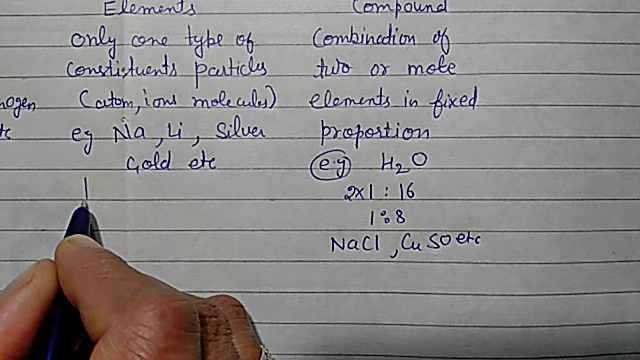 Elements
Only one type of
constituents particles
(atom, ions molecules)
eg Na, Li, Silver
Gold etc
Compound
Combination of
two or mole
elements in fixed
proportion
e.g H₂O
2x1 : 16
1:8
NaCl, CuSO etc